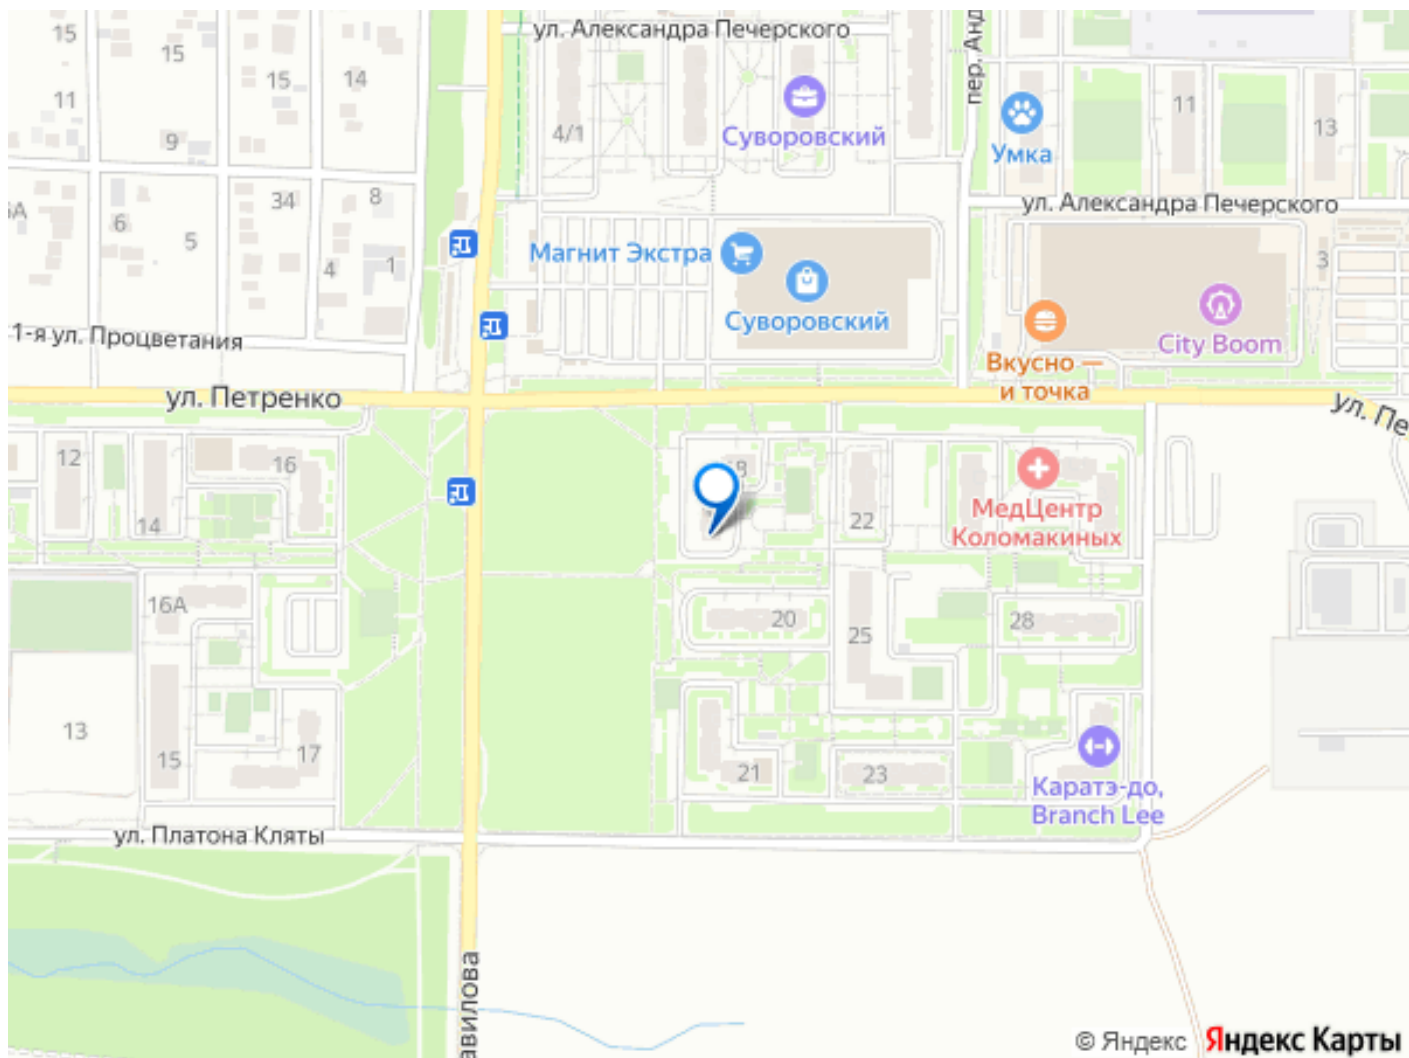 ул. Александра Печерского
15
15
15
14
11
9
4/1
Суворовский
пер. Анд
Умка
11
13
34
8
6
5
4
1
ул. Александра Печерского
Магнит Экстра
Суворовский
3
City Boom
Вкусно —
и точка
1-я ул. Процветания
ул. Петренко
ул. Пе
12
16
14
22
МедЦентр
Коломакиных
16А
20
25
28
13
15
17
21
23
Каратэ-до,
Branch Lee
ул. Платона Кляты
авилова
© Яндекс Яндекс Карты